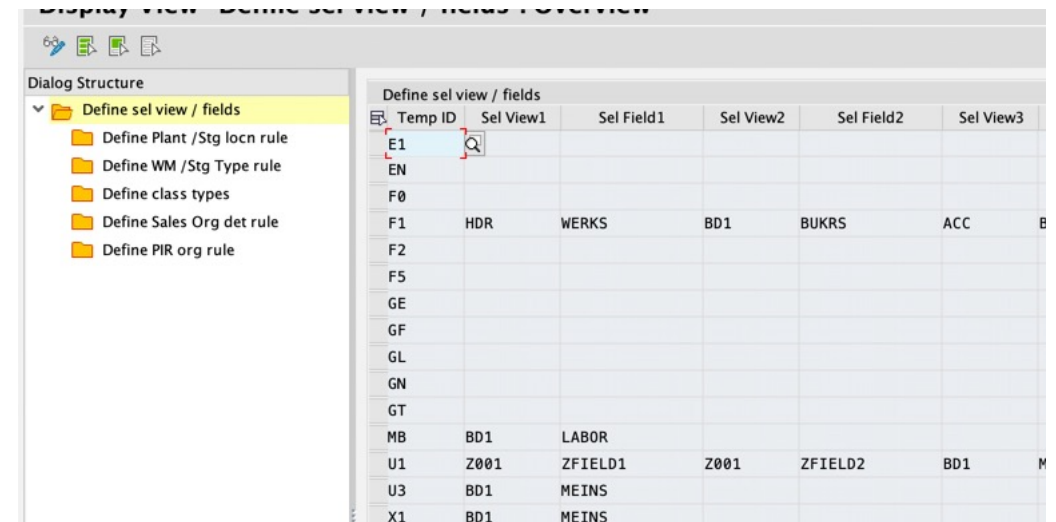 Display View "Define sel view / fields": Overview
Dialog Structure
Define sel view / fields
Define Plant /Stg locn rule
Define WM /Stg Type rule
Define class types
Define Sales Org det rule
Define PIR org rule
Define sel view / fields
Temp ID Sel View1 Sel Field1 Sel View2 Sel Field2 Sel View3
E1
EN
F0
F1 HDR WERKS BD1 BUKRS ACC B
F2
F5
GE
GF
GL
GN
GT
MB BD1 LABOR
U1 Z001 ZFIELD1 Z001 ZFIELD2 BD1 M
U3 BD1 MEINS
X1 BD1 MEINS